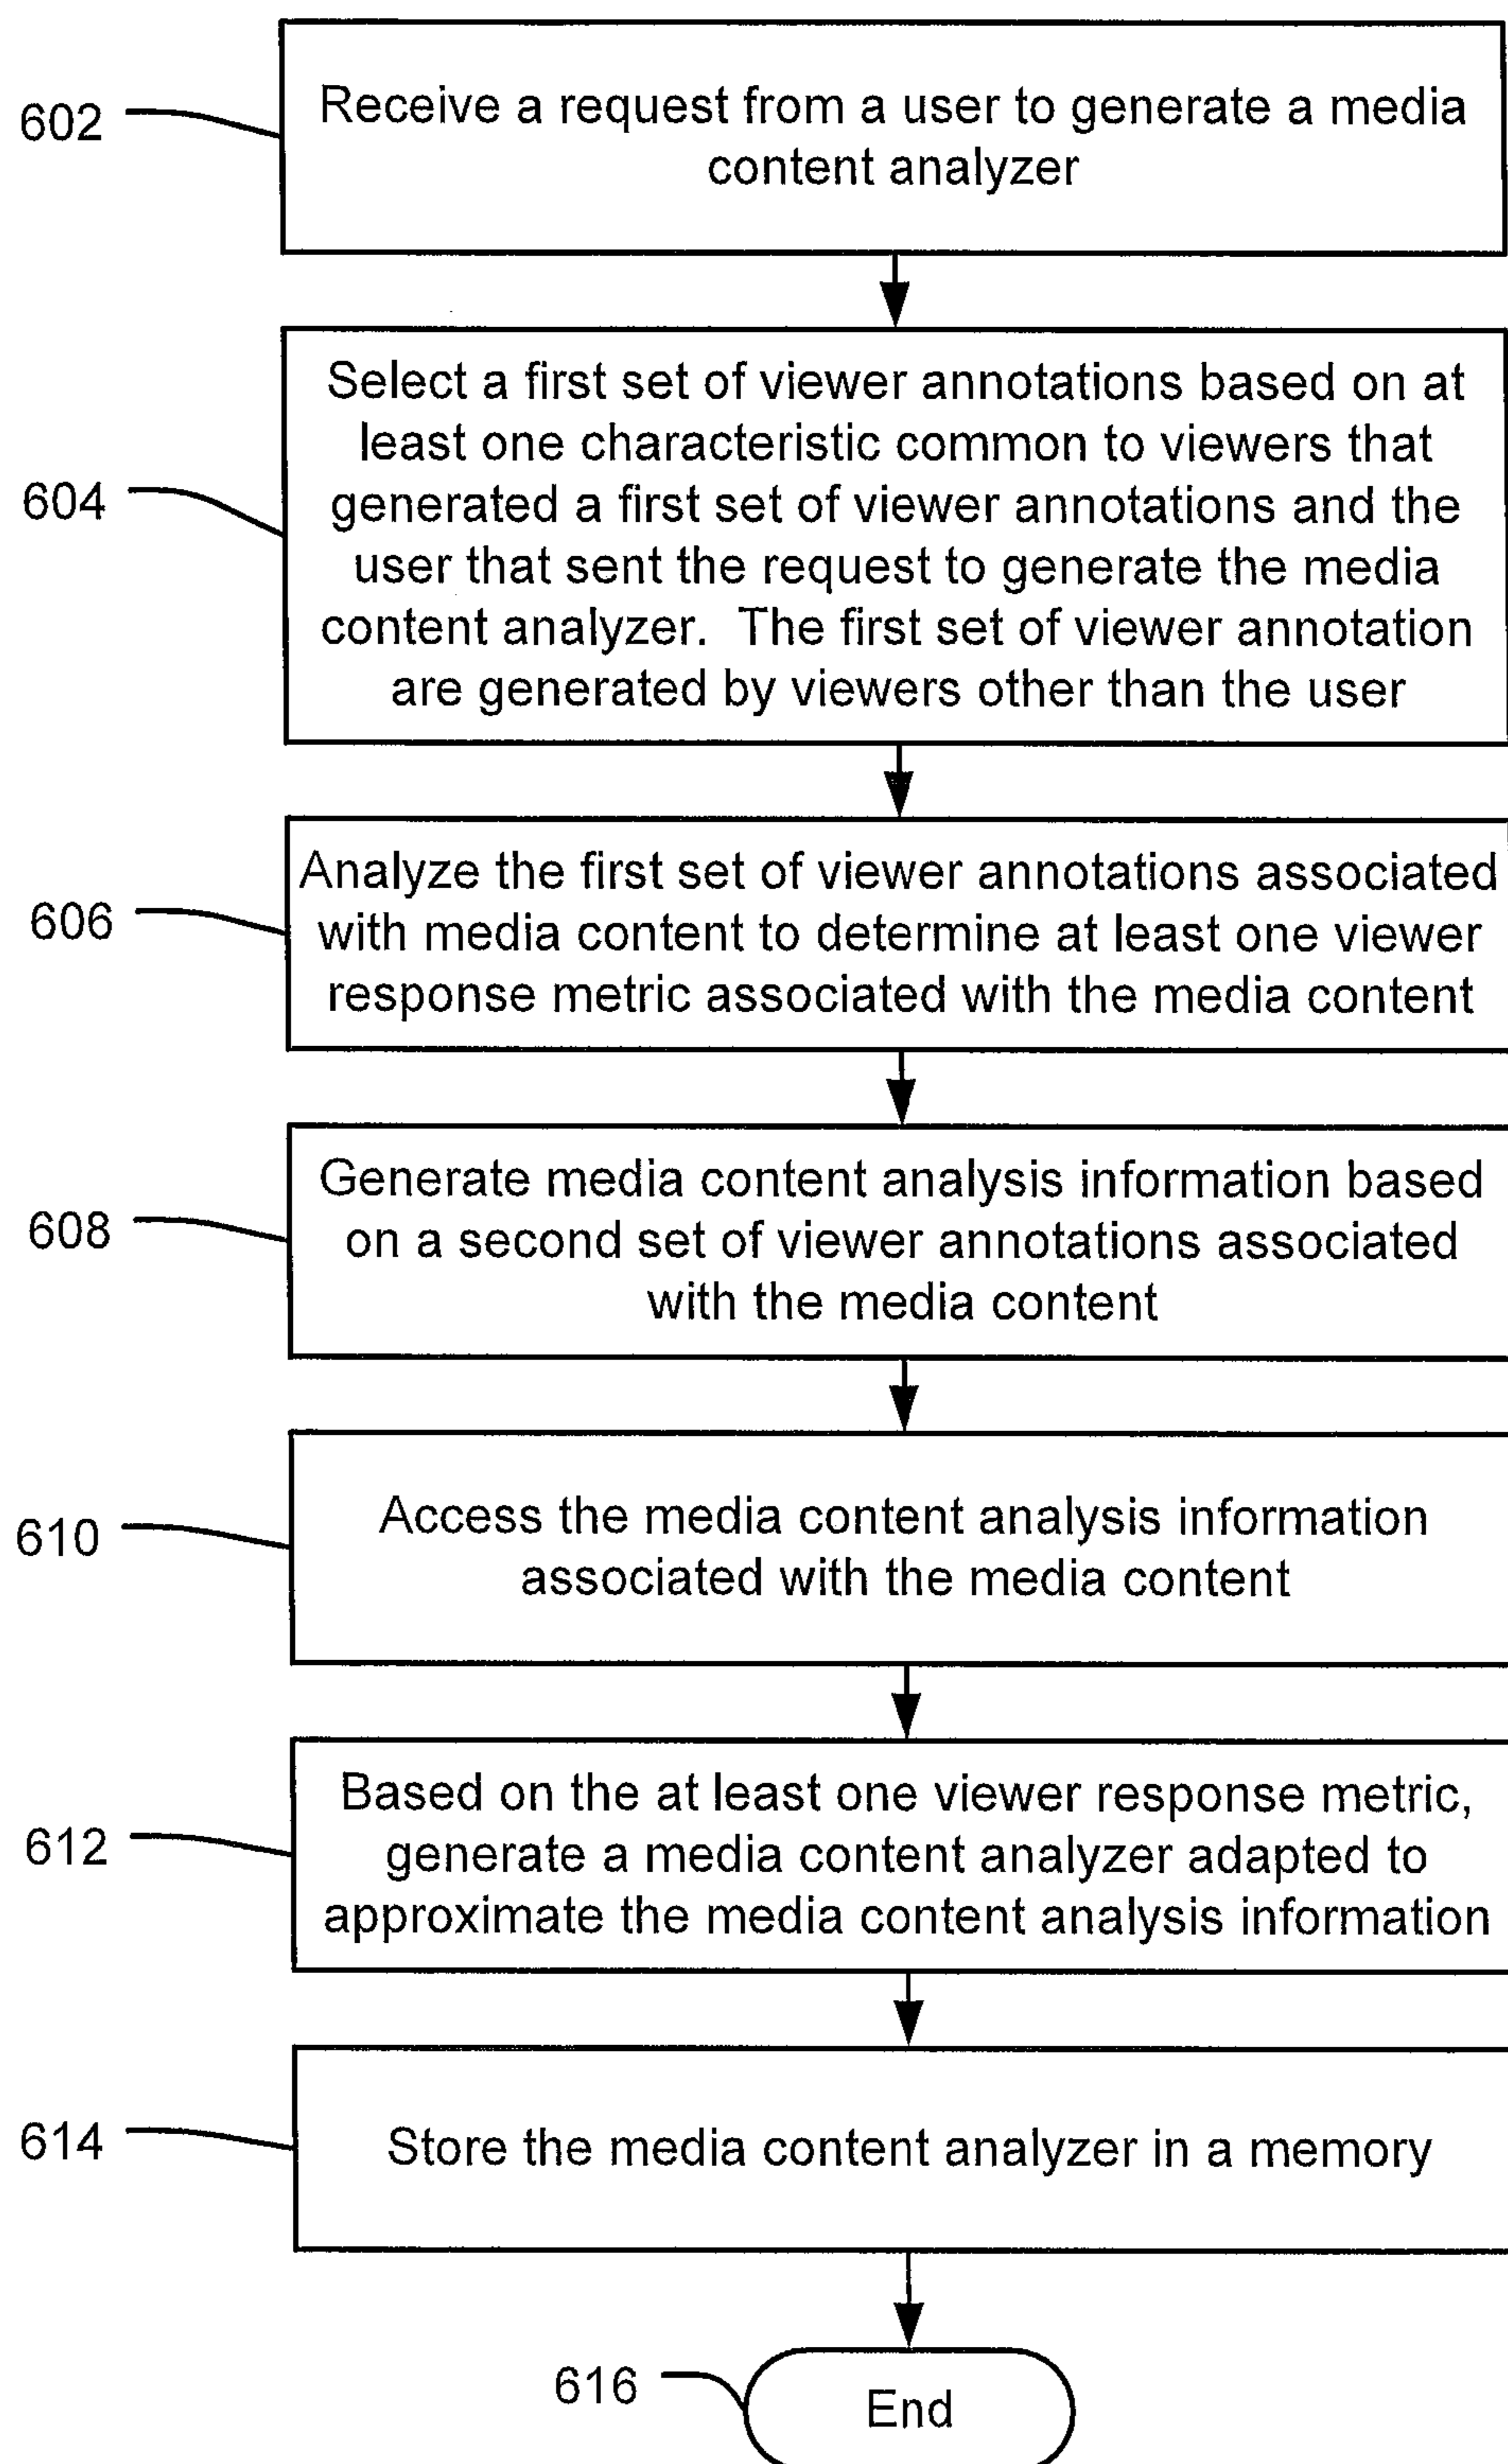 602
Receive a request from a user to generate a media
content analyzer
604
Select a first set of viewer annotations based on at
least one characteristic common to viewers that
generated a first set of viewer annotations and the
user that sent the request to generate the media
content analyzer.  The first set of viewer annotation
are generated by viewers other than the user
606
Analyze the first set of viewer annotations associated
with media content to determine at least one viewer
response metric associated with the media content
608
Generate media content analysis information based
on a second set of viewer annotations associated
with the media content
610
Access the media content analysis information
associated with the media content
612
Based on the at least one viewer response metric,
generate a media content analyzer adapted to
approximate the media content analysis information
614
Store the media content analyzer in a memory
616
End